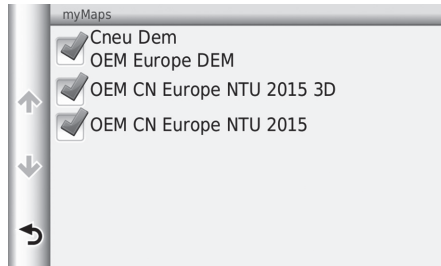 myMaps
Cneu Dem
OEM Europe DEM
OEM CN Europe NTU 2015 3D
OEM CN Europe NTU 2015